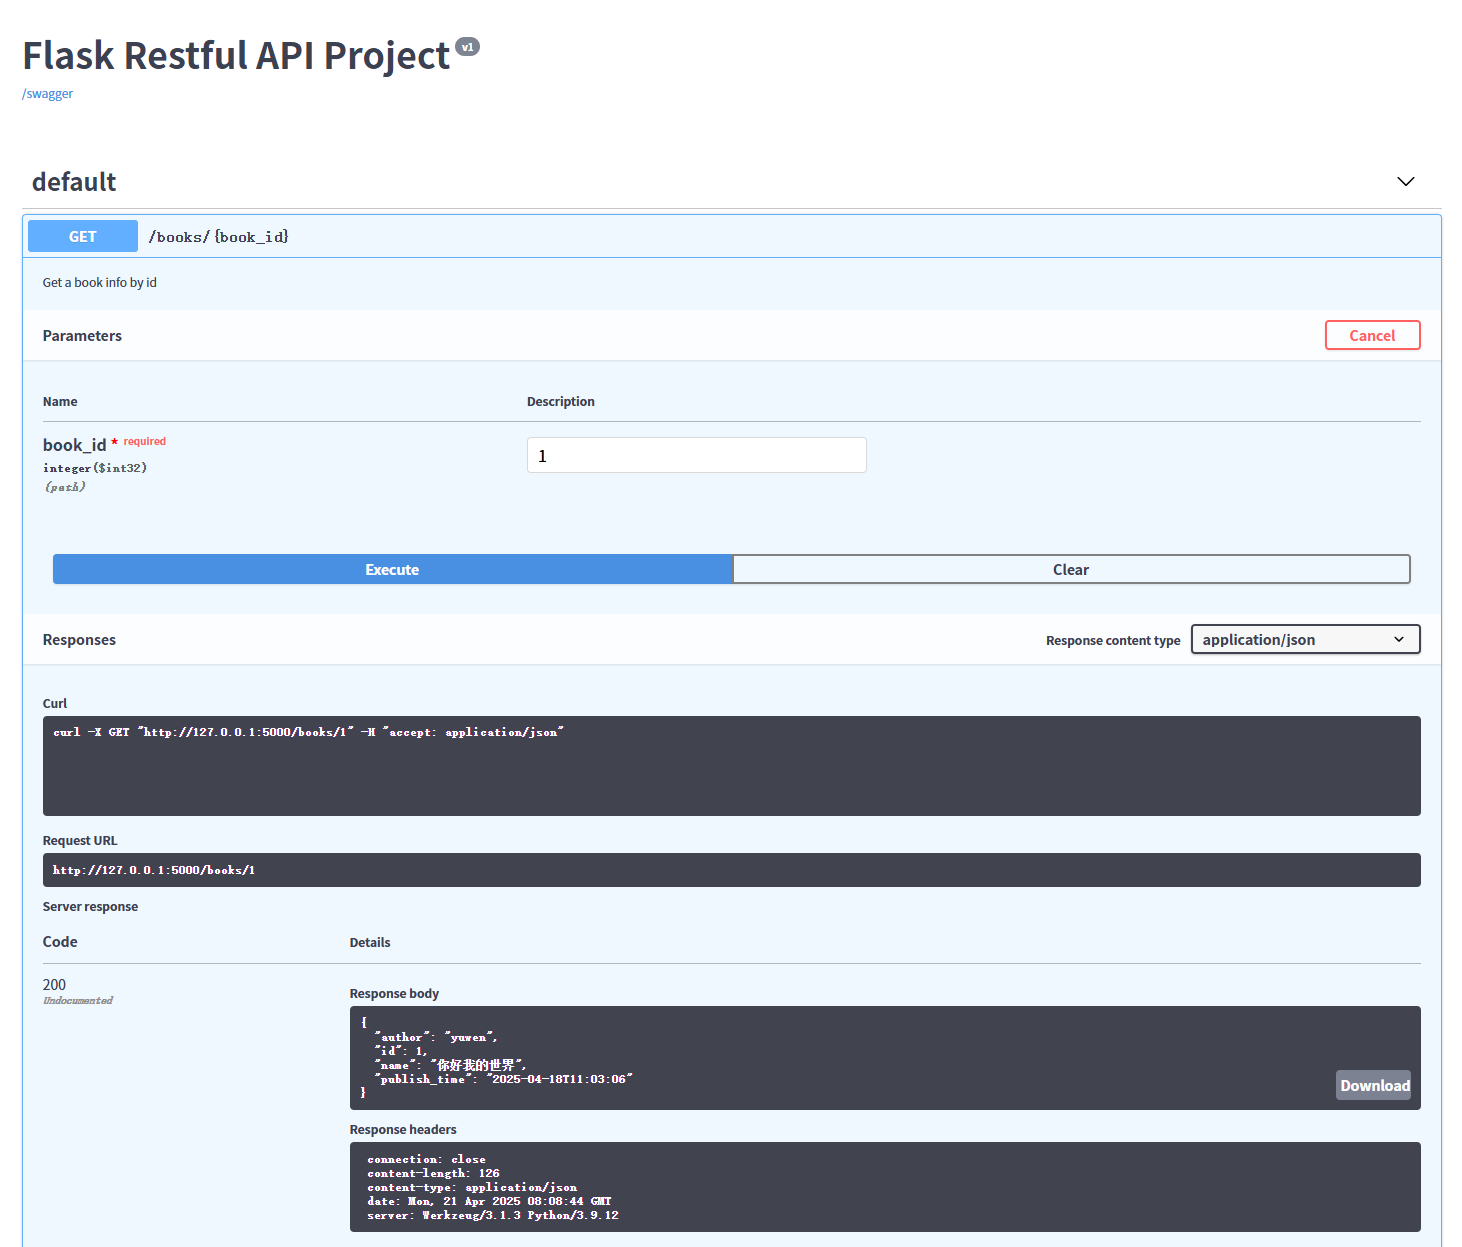 Flask Restful API Project v1
/swagger
default
GET /books/{book_id}
Get a book info by id
Parameters Cancel
Name Description
book_id * required 1
integer($int32)
(path)
Execute Clear
Responses Response content type application/json
Curl
curl -X GET "http://127.0.0.1:5000/books/1" -H "accept: application/json"
Request URL
http://127.0.0.1:5000/books/1
Server response
Code Details
200
Undocumented
Response body
{
"author": "yuwen",
"id": 1,
"name": "你好我的世界",
"publish_time": "2025-04-18T11:03:06"
}
Download
Response headers
connection: close
content-length: 126
content-type: application/json
date: Mon, 21 Apr 2025 08:08:44 GMT
server: Werkzeug/3.1.3 Python/3.9.12